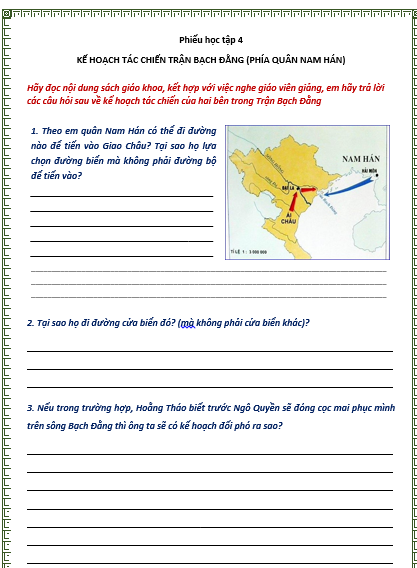 Phiếu học tập 4
KẾ HOẠCH TÁC CHIẾN TRẬN BẠCH ĐẰNG (PHÍA QUÂN NAM HÁN)
Hãy đọc nội dung sách giáo khoa, kết hợp với việc nghe giáo viên giảng, em hãy trả lời
các câu hỏi sau về kế hoạch tác chiến của hai bên trong Trận Bạch Đằng
1. Theo em quân Nam Hán có thể đi đường
nào để tiến vào Giao Châu? Tại sao họ lựa
chọn đường biển mà không phải đường bộ
để tiến vào?
NAM HÁN
HẢI MÔN
ĐẠI LA
ÁI
CHÂU
TỈ LỆ 1 : 3 000 000
2. Tại sao họ đi đường cửa biển đó? (mà không phải cửa biển khác)?
3. Nếu trong trường hợp, Hoằng Tháo biết trước Ngô Quyền sẽ đóng cọc mai phục mình
trên sông Bạch Đằng thì ông ta sẽ có kế hoạch đối phó ra sao?